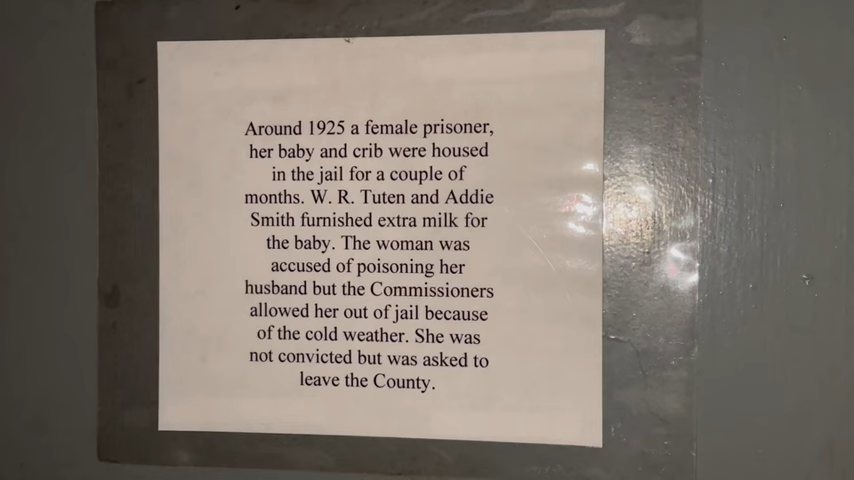 Around 1925 a female prisoner,
her baby and crib were housed
in the jail for a couple of
months. W. R. Tuten and Addie
Smith furnished extra milk for
the baby. The woman was
accused of poisoning her
husband but the Commissioners
allowed her out of jail because
of the cold weather. She was
not convicted but was asked to
leave the County.